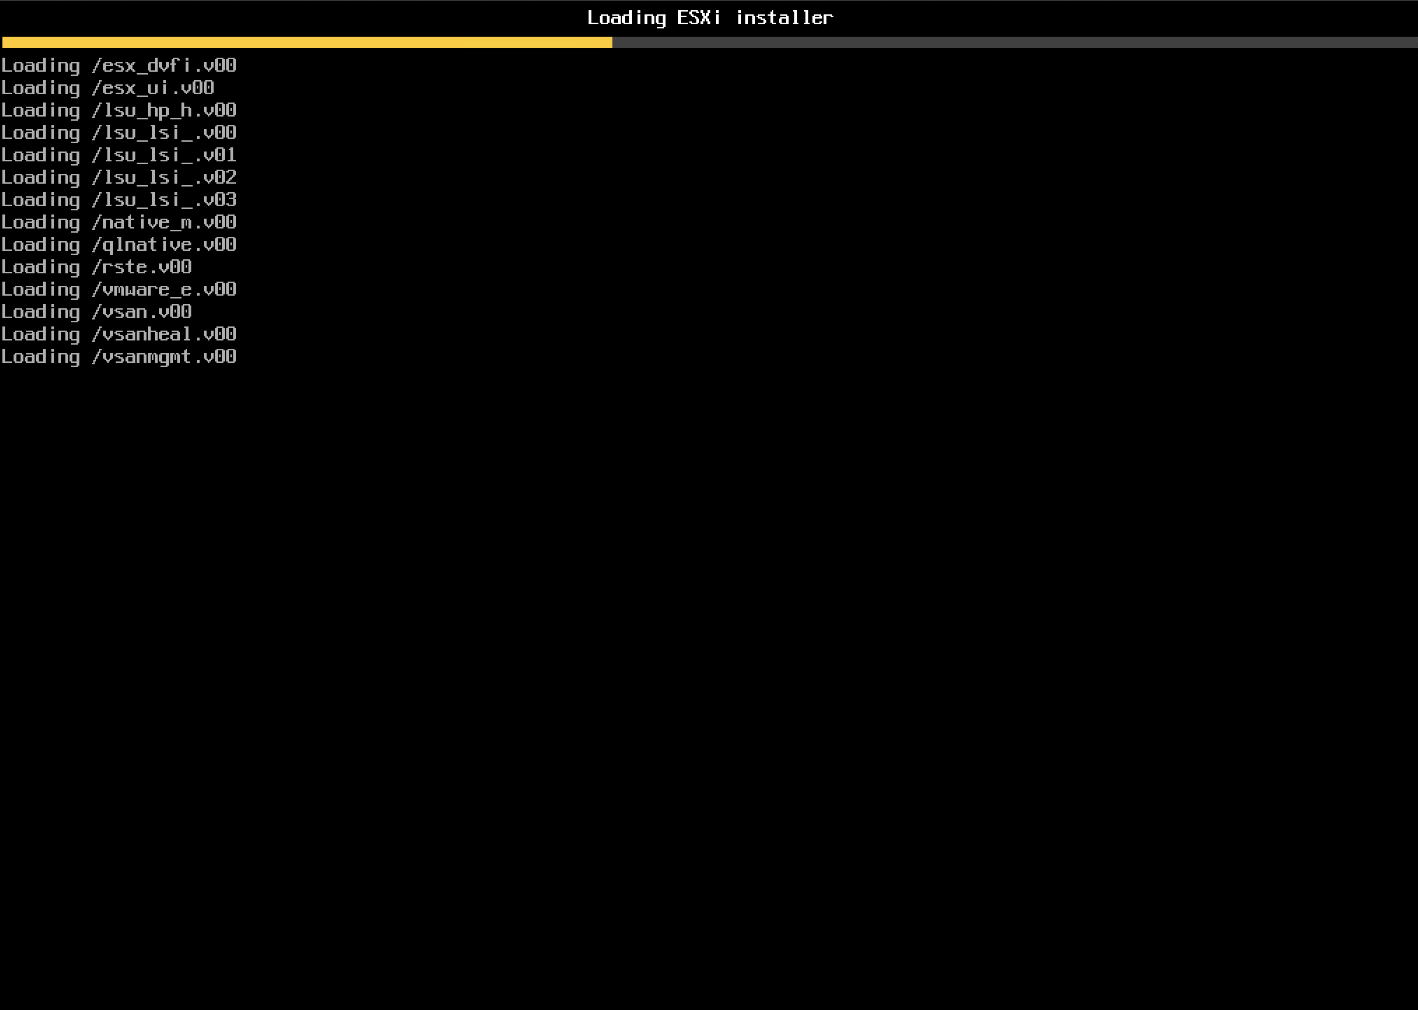 Loading ESXi installer
Loading /esx_dvfi.v00
Loading /esx_ui.v00
Loading /lsu_hp_h.v00
Loading /lsu_lsi_.v00
Loading /lsu_lsi_.v01
Loading /lsu_lsi_.v02
Loading /lsu_lsi_.v03
Loading /native_m.v00
Loading /qlnative.v00
Loading /rste.v00
Loading /vmware_e.v00
Loading /vsan.v00
Loading /vsanheal.v00
Loading /vsanmgmt.v00